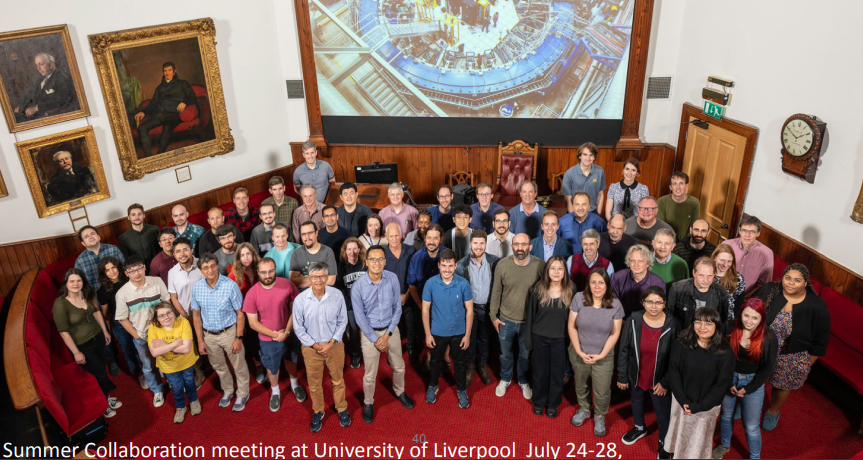 40
Summer Collaboration meeting at University of Liverpool July 24-28,